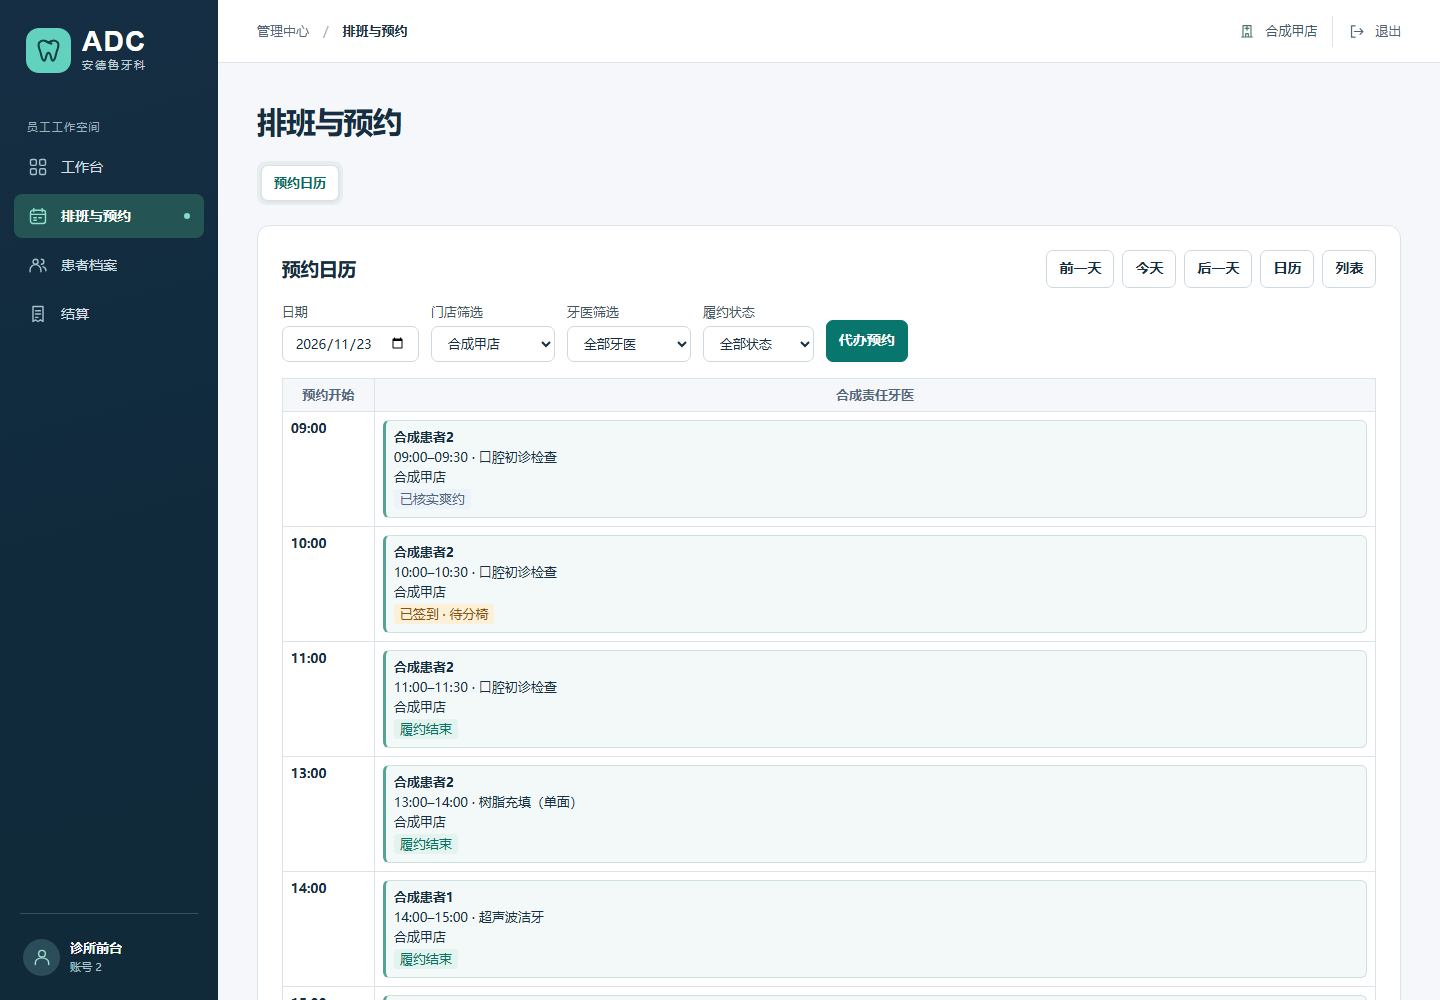 ADC
安德鲁牙科
员工工作空间
工作台
排班与预约
患者档案
结算
诊所前台
账号 2
管理中心 / 排班与预约
合成甲店
退出
排班与预约
预约日历
预约日历
前一天
今天
后一天
日历
列表
日期
门店筛选
牙医筛选
履约状态
2026/11/23
合成甲店
全部牙医
全部状态
代办预约
预约开始
合成责任牙医
09:00
合成患者2
09:00–09:30 · 口腔初诊检查
合成甲店
已核实爽约
10:00
合成患者2
10:00–10:30 · 口腔初诊检查
合成甲店
已签到 · 待分椅
11:00
合成患者2
11:00–11:30 · 口腔初诊检查
合成甲店
履约结束
13:00
合成患者2
13:00–14:00 · 树脂充填（单面）
合成甲店
履约结束
14:00
合成患者1
14:00–15:00 · 超声波洁牙
合成甲店
履约结束